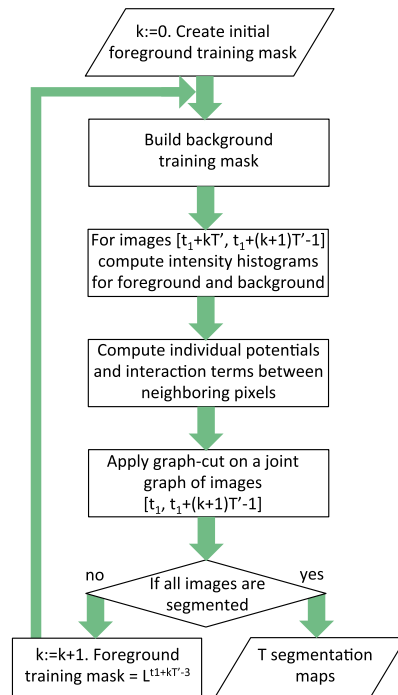 k:=0. Create initial
foreground training mask
Build background
training mask
For images [t₁+kT’, t₁+(k+1)T’-1]
compute intensity histograms
for foreground and background
Compute individual potentials
and interaction terms between
neighboring pixels
Apply graph-cut on a joint
graph of images
[t₁, t₁+(k+1)T’-1]
no
If all images are
segmented
yes
k:=k+1. Foreground
training mask = Lᵗ¹⁺ᵏᵀ’⁻³
T segmentation
maps